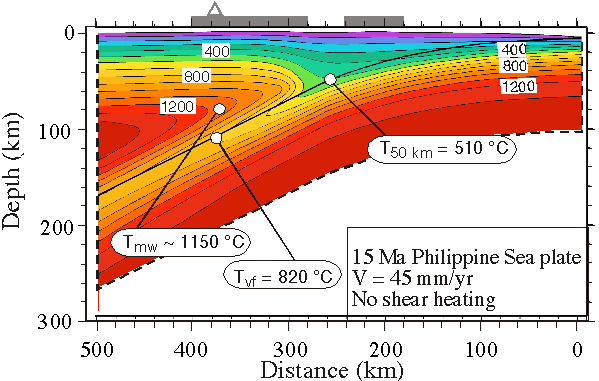 0
100
200
300
Depth (km)
400
800
1200
400
800
1200
T50 km = 510 °C
Tmw ~ 1150 °C
Tvf = 820 °C
15 Ma Philippine Sea plate
V = 45 mm/yr
No shear heating
500 400 300 200 100 0
Distance (km)